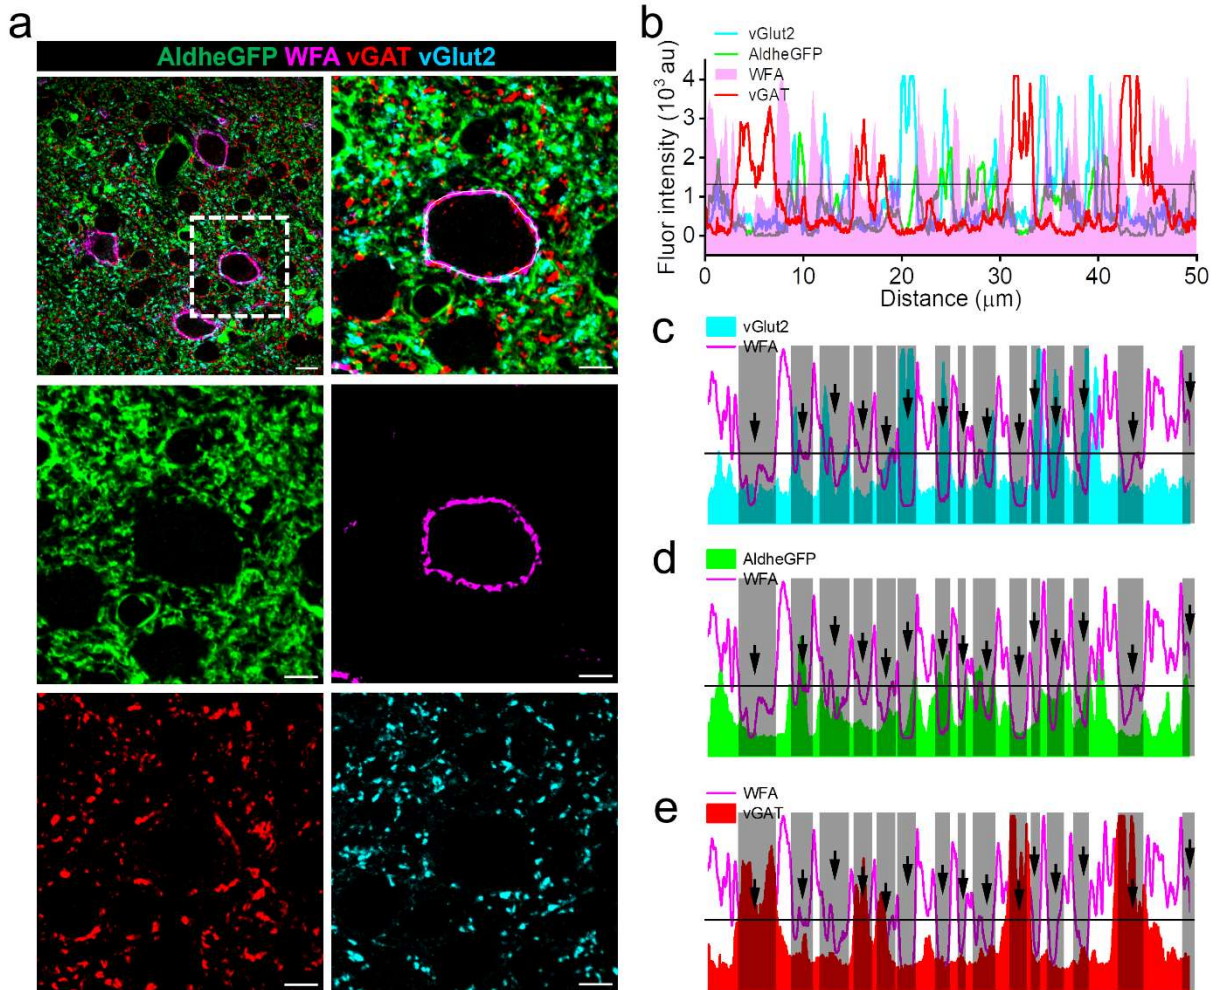 a
AldheGFP WFA vGAT vGlut2
b
vGlut2
AldheGFP
WFA
vGAT
Fluor intensity (10³ au)
4
3
2
1
0
0 10 20 30 40 50
Distance (μm)
c
vGlut2
WFA
d
AldheGFP
WFA
e
WFA
vGAT